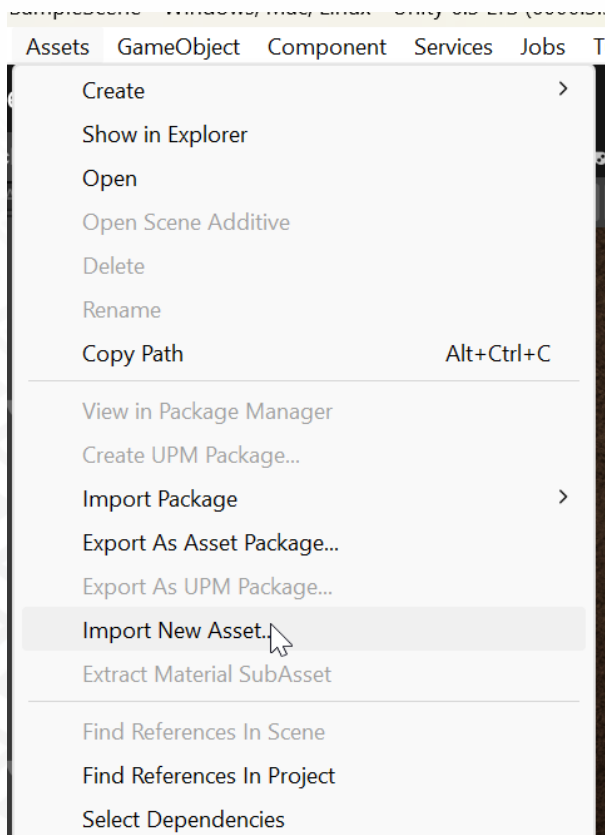 Assets GameObject Component Services Jobs
Create
Show in Explorer
Open
Open Scene Additive
Delete
Rename
Copy Path Alt+Ctrl+C
View in Package Manager
Create UPM Package...
Import Package
Export As Asset Package...
Export As UPM Package...
Import New Asset..
Extract Material SubAsset
Find References In Scene
Find References In Project
Select Dependencies